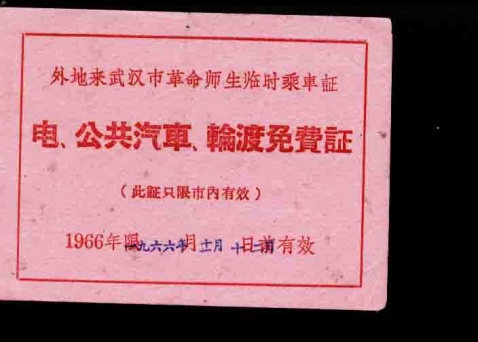 外地来武汉市革命师生临时乘車証
电、公共汽車、輪渡免費証
（此証只限市內有效）
1966年限 月 日前有效
一九六六年 十二月